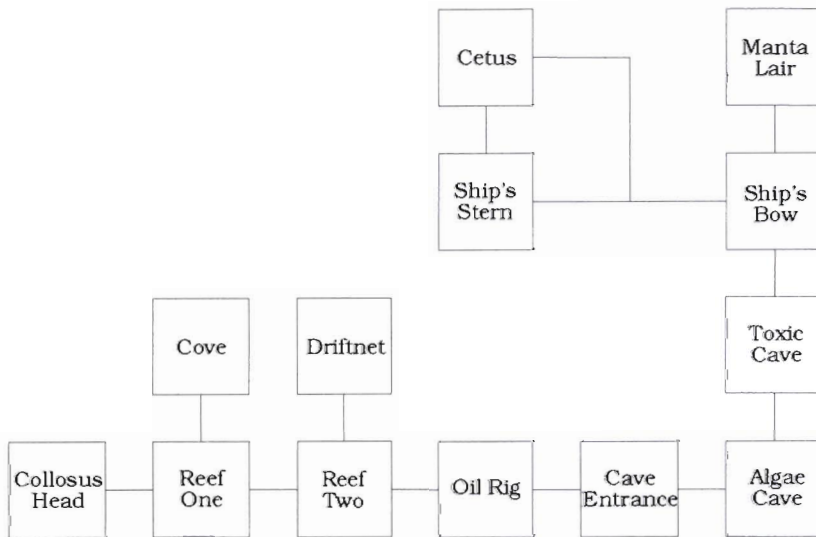 Cetus
Manta
Lair
Ship's
Stern
Ship's
Bow
Cove
Driftnet
Toxic
Cave
Collosus
Head
Reef
One
Reef
Two
Oil Rig
Cave
Entrance
Algae
Cave